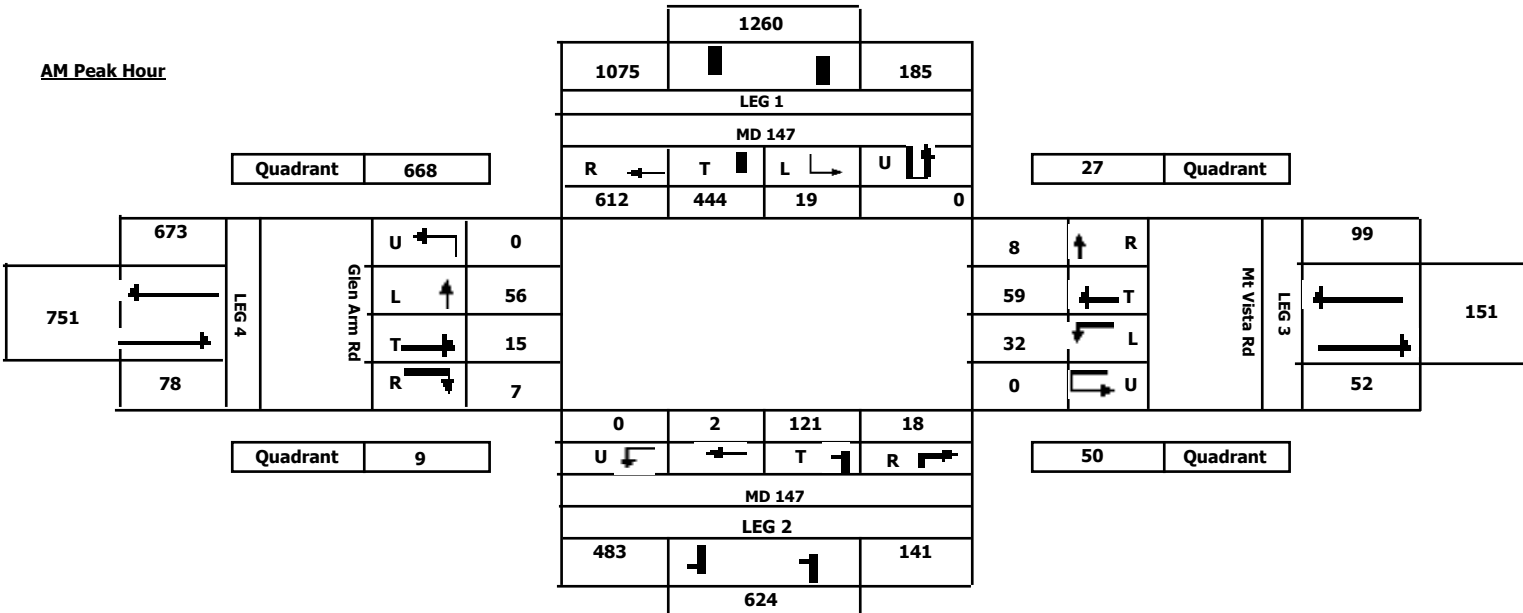 1260
AM Peak Hour
1075 185
LEG 1
MD 147
Quadrant 668
R T L U
27 Quadrant
612 444 19 0
673
U 0
8 R
99
751
LEG 4
Glen Arm Rd
L 56
59 T
Mt Vista Rd
LEG 3
151
T 15
32 L
78
R 7
0 U
52
0 2 121 18
Quadrant 9
U T R
50 Quadrant
MD 147
LEG 2
483 141
624